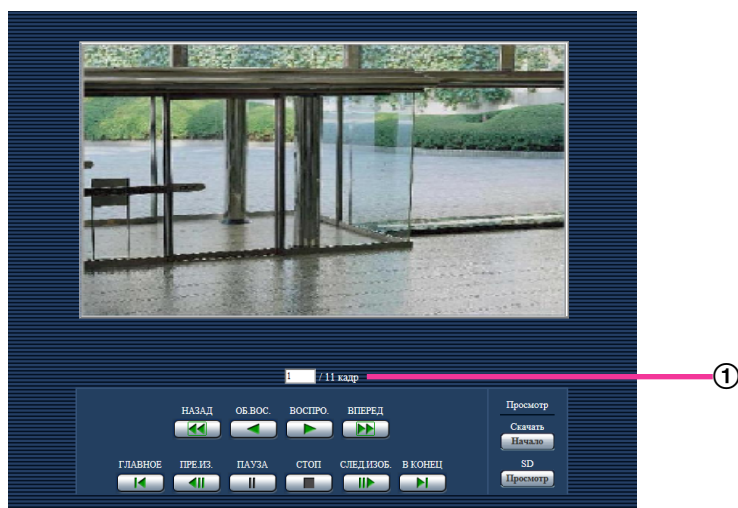 1 / 11 кадр
①
НАЗАД ОБ.ВОС. ВОСПРО. ВПЕРЕД
ГЛАВНОЕ ПРЕ.ИЗ. ПАУЗА СТОП СЛЕД.ИЗОБ. В КОНЕЦ
Просмотр
Скачать
Начало
SD
Просмотр